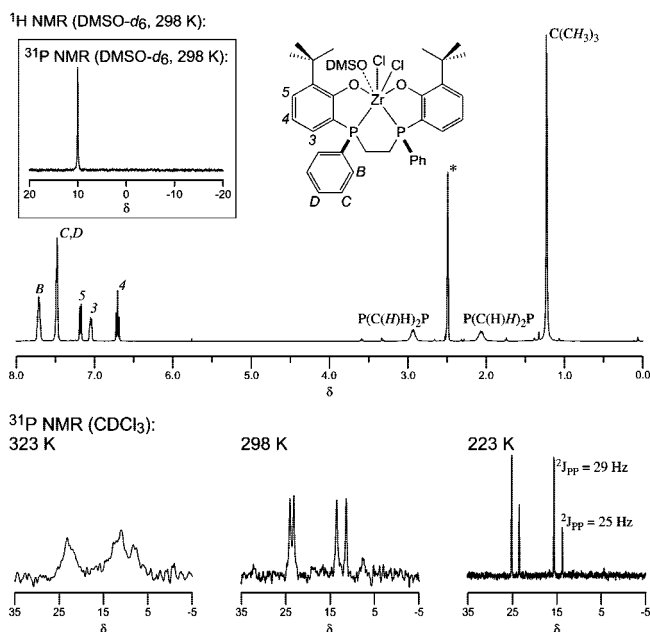 ¹H NMR (DMSO-d6, 298 K):
³¹P NMR (DMSO-d6, 298 K):
20 10 0 -10 -20
δ
DMSO Cl Cl
O Zr O
5
4
3
P P
B Ph
D C
C(CH3)3
*
C,D
B
5
3
4
P(C(H)H)2P
P(C(H)H)2P
8.0 7.0 6.0 5.0 4.0 3.0 2.0 1.0 0.0
δ
³¹P NMR (CDCl3):
323 K 298 K 223 K
²JPP = 29 Hz
²JPP = 25 Hz
35 25 15 5 -5 35 25 15 5 -5 35 25 15 5 -5
δ δ δ